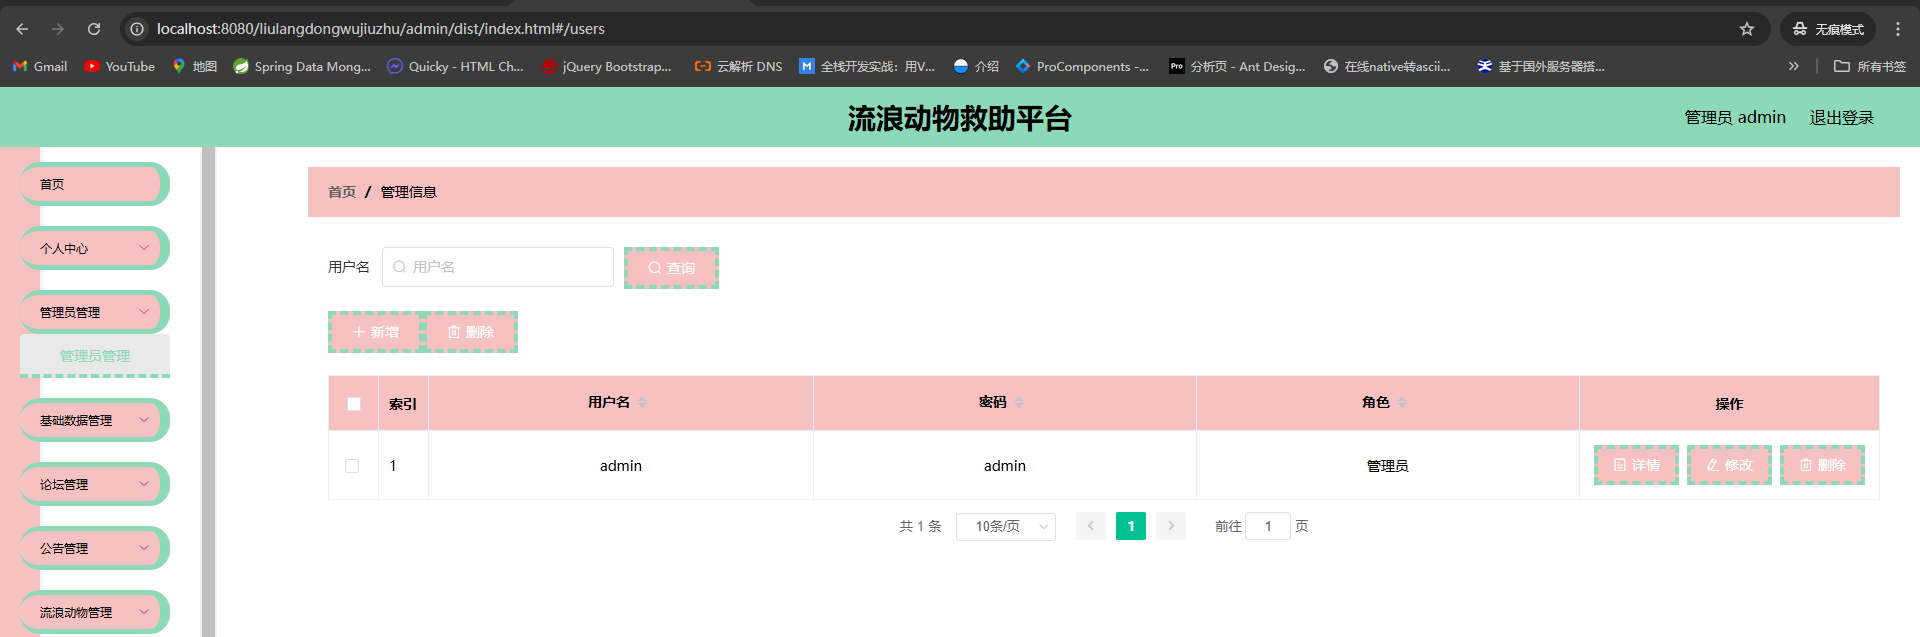 localhost:8080/liulangdongwujiuzhu/admin/dist/index.html#/users
无痕模式
Gmail YouTube 地图 Spring Data Mong... Quicky - HTML Ch... jQuery Bootstrap... 云解析 DNS 全栈开发实战：用V... 介绍 ProComponents -... Pro 分析页 - Ant Desig... 在线native转ascii... 基于国外服务器搭... 所有书签
流浪动物救助平台
管理员 admin 退出登录
首页
个人中心
管理员管理
管理员管理
基础数据管理
论坛管理
公告管理
流浪动物管理
首页 / 管理信息
用户名 用户名 查询
新增 删除
索引 用户名 密码 角色 操作
1 admin admin 管理员 详情 修改 删除
共 1 条 10条/页 1 前往 1 页